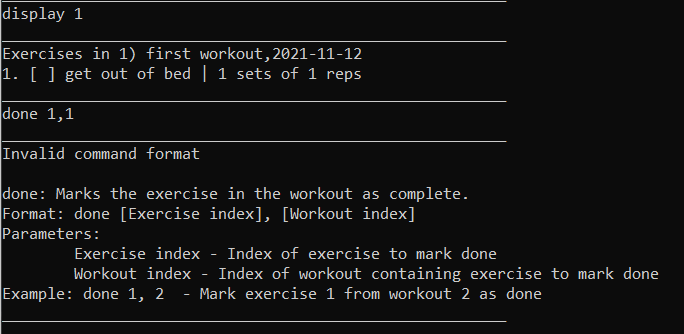 display 1
Exercises in 1) first workout,2021-11-12
1. [ ] get out of bed | 1 sets of 1 reps
done 1,1
Invalid command format
done: Marks the exercise in the workout as complete.
Format: done [Exercise index], [Workout index]
Parameters:
Exercise index - Index of exercise to mark done
Workout index - Index of workout containing exercise to mark done
Example: done 1, 2  - Mark exercise 1 from workout 2 as done